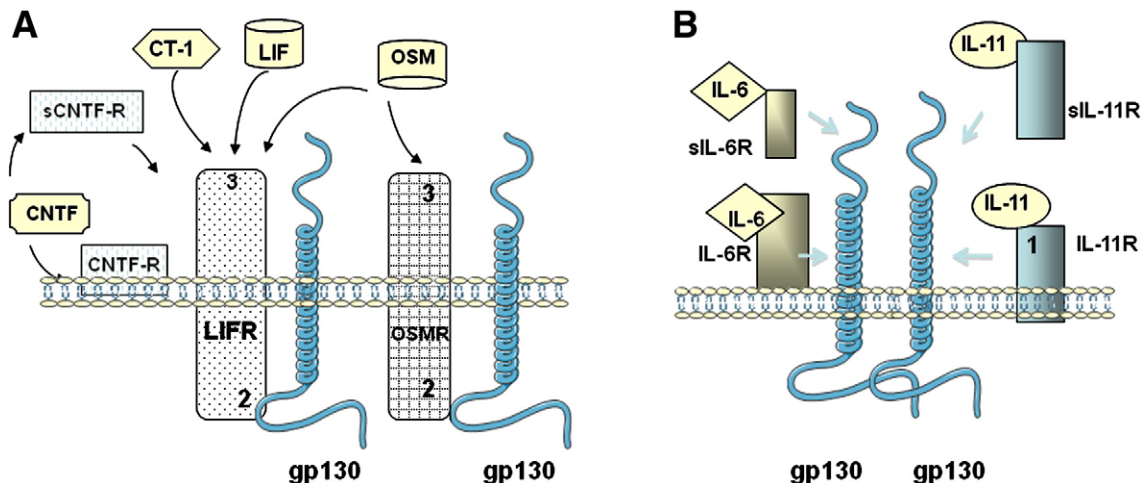 A
CT-1
LIF
OSM
sCNTF-R
3
3
CNTF
CNTF-R
LIFR
OSMR
2
2
gp130
gp130
B
IL-11
IL-6
sIL-11R
sIL-6R
IL-6
IL-11
IL-6R
1
IL-11R
gp130
gp130